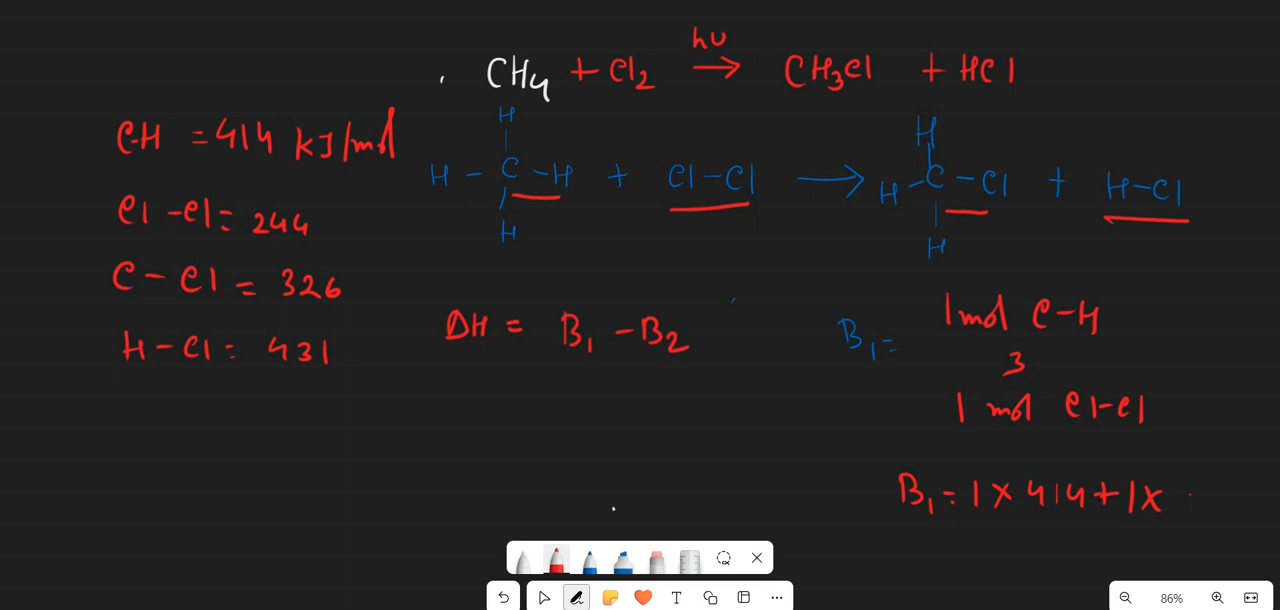 hν
CH4 + Cl2 → CH3Cl + HCl
C-H = 414 kJ/mol
H
H - C - H + Cl-Cl → H - C - Cl + H-Cl
H
H
H
Cl-Cl = 244
C-Cl = 326
H-Cl = 431
ΔH = B1 - B2
B1 =
1 mol C-H
3
1 mol Cl-Cl
B1 = 1 × 414 + 1 ×
86%